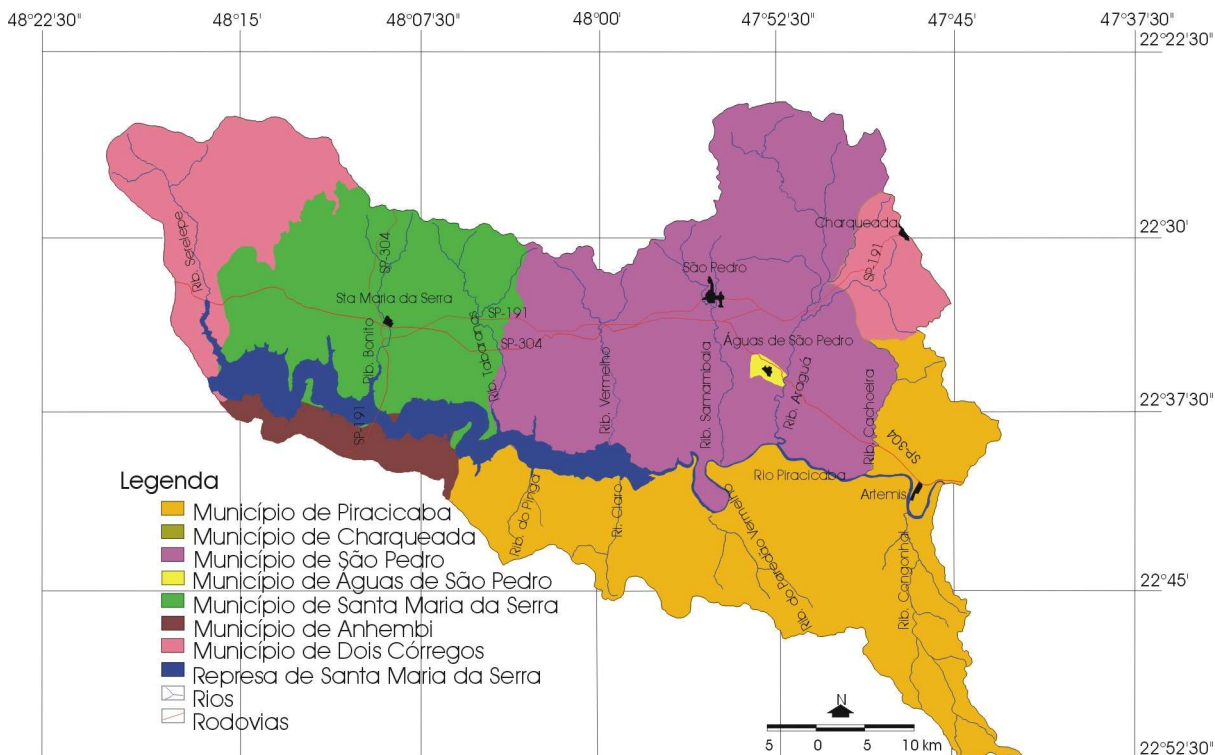 48°22'30" 48°15' 48°07'30" 48°00 47°52'30" 47°45' 47°37'30"
22°22'30"
Charqueada
22°30'
Rib. Serelepe
SP-304
SP-191
São Pedro
Sta Maria da Serra
SP-191
SP-304
Águas de São Pedro
Rib. Bonito
Rib. Tabaranas
Rib. Vermelho
Rib. Samambaia
Rib. Araguá
Rib. Cachoeira
22°37'30"
SP-191
SP-304
Rio Piracicaba
Artemis
Rib. do Pinga
Ri. Claro
Rib. do Paredão Vermelho
Rib. Congonhal
22°45'
Legenda
Município de Piracicaba
Município de Charqueada
Município de São Pedro
Município de Águas de São Pedro
Município de Santa Maria da Serra
Município de Anhembi
Município de Dois Córregos
Represa de Santa Maria da Serra
Rios
Rodovias
N
5 0 5 10 km
22°52'30"